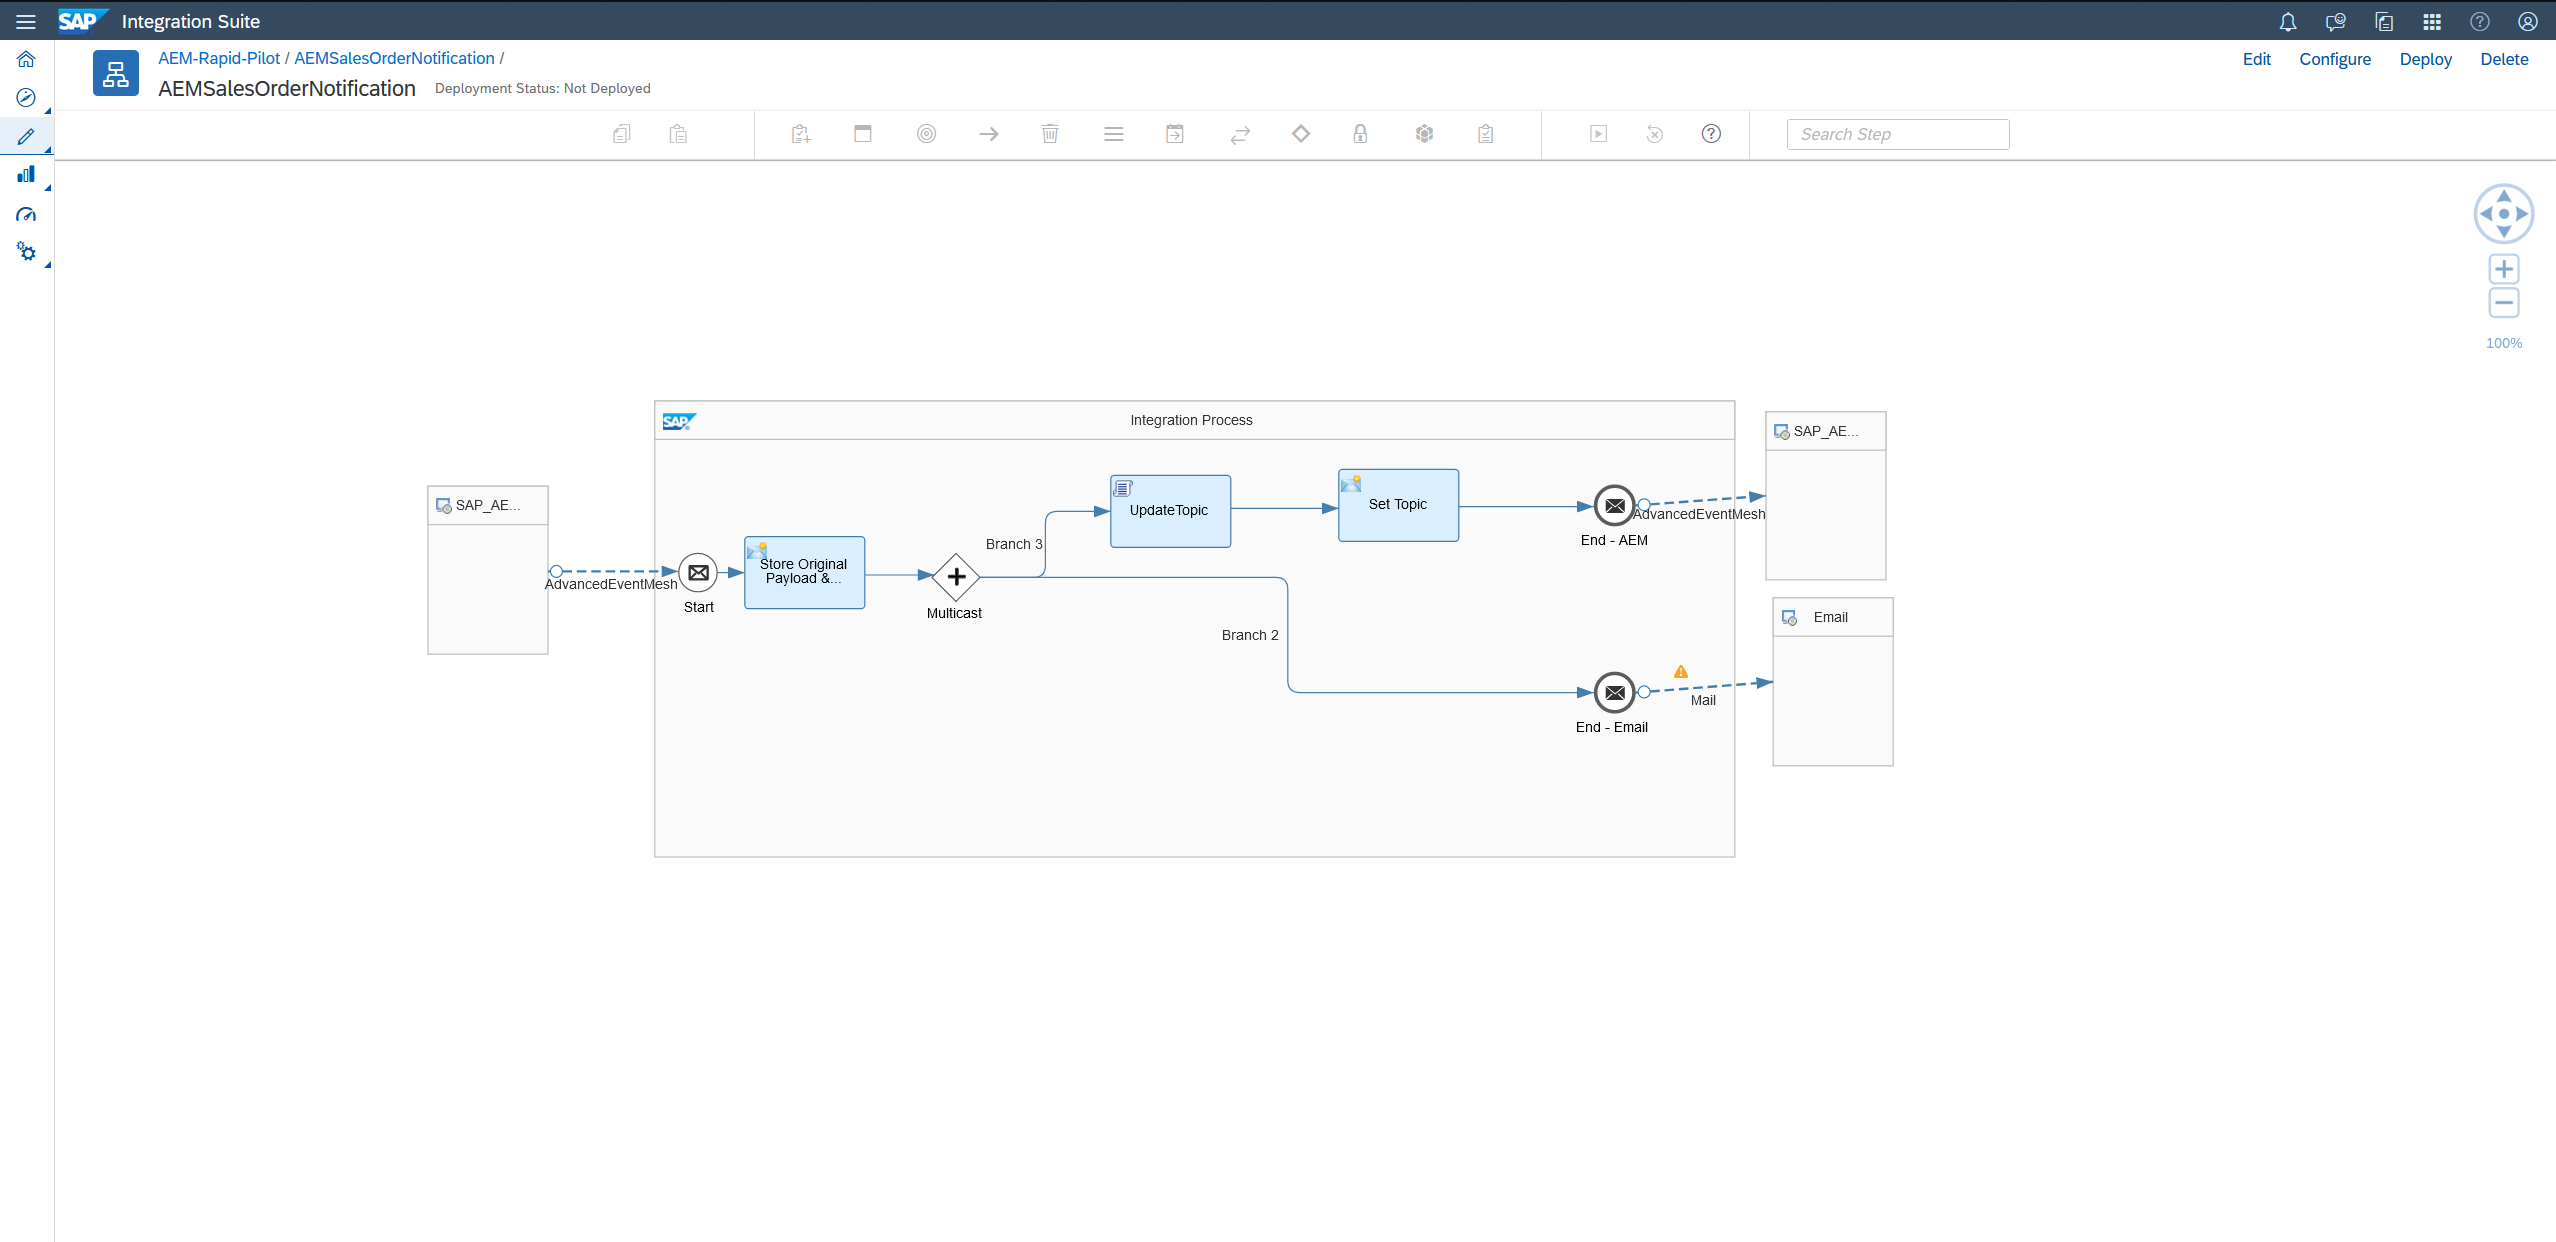 SAP Integration Suite
AEM-Rapid-Pilot / AEMSalesOrderNotification /
Edit Configure Deploy Delete
AEMSalesOrderNotification Deployment Status: Not Deployed
Search Step
100%
SAP Integration Process
SAP_AE...
SAP_AE...
UpdateTopic
Set Topic
AdvancedEventMesh
End - AEM
Branch 3
Store Original
Payload &...
AdvancedEventMesh
Start
Multicast
Email
Branch 2
Mail
End - Email